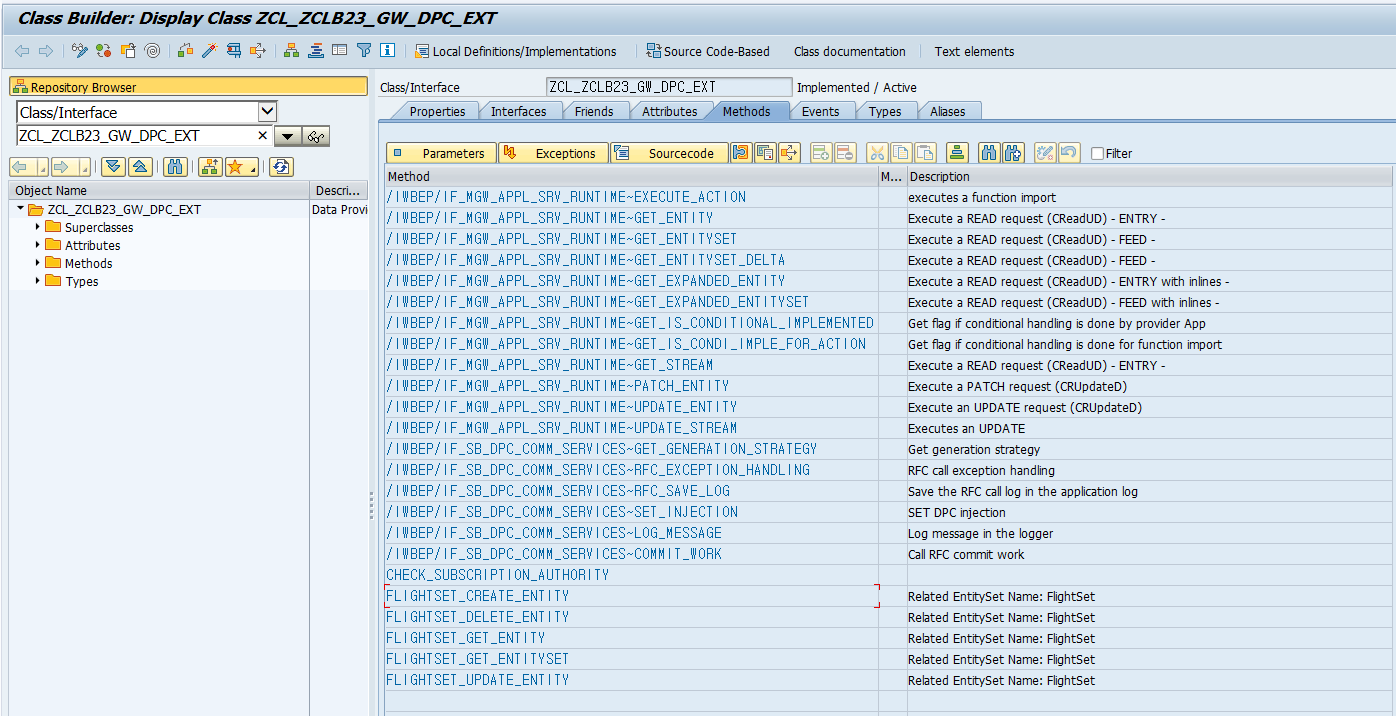 Class Builder: Display Class ZCL_ZCLB23_GW_DPC_EXT
Local Definitions/Implementations Source Code-Based Class documentation Text elements
Repository Browser
Class/Interface
ZCL_ZCLB23_GW_DPC_EXT
Object Name Descri...
ZCL_ZCLB23_GW_DPC_EXT Data Provi
Superclasses
Attributes
Methods
Types
Class/Interface ZCL_ZCLB23_GW_DPC_EXT Implemented / Active
Properties Interfaces Friends Attributes Methods Events Types Aliases
Parameters Exceptions Sourcecode Filter
Method M... Description
/IWBEP/IF_MGW_APPL_SRV_RUNTIME~EXECUTE_ACTION executes a function import
/IWBEP/IF_MGW_APPL_SRV_RUNTIME~GET_ENTITY Execute a READ request (CReadUD) - ENTRY -
/IWBEP/IF_MGW_APPL_SRV_RUNTIME~GET_ENTITYSET Execute a READ request (CReadUD) - FEED -
/IWBEP/IF_MGW_APPL_SRV_RUNTIME~GET_ENTITYSET_DELTA Execute a READ request (CReadUD) - FEED -
/IWBEP/IF_MGW_APPL_SRV_RUNTIME~GET_EXPANDED_ENTITY Execute a READ request (CReadUD) - ENTRY with inlines -
/IWBEP/IF_MGW_APPL_SRV_RUNTIME~GET_EXPANDED_ENTITYSET Execute a READ request (CReadUD) - FEED with inlines -
/IWBEP/IF_MGW_APPL_SRV_RUNTIME~GET_IS_CONDITIONAL_IMPLEMENTED Get flag if conditional handling is done by provider App
/IWBEP/IF_MGW_APPL_SRV_RUNTIME~GET_IS_CONDI_IMPLE_FOR_ACTION Get flag if conditional handling is done for function import
/IWBEP/IF_MGW_APPL_SRV_RUNTIME~GET_STREAM Execute a READ request (CReadUD) - ENTRY -
/IWBEP/IF_MGW_APPL_SRV_RUNTIME~PATCH_ENTITY Execute a PATCH request (CRUpdateD)
/IWBEP/IF_MGW_APPL_SRV_RUNTIME~UPDATE_ENTITY Execute an UPDATE request (CRUpdateD)
/IWBEP/IF_MGW_APPL_SRV_RUNTIME~UPDATE_STREAM Executes an UPDATE
/IWBEP/IF_SB_DPC_COMM_SERVICES~GET_GENERATION_STRATEGY Get generation strategy
/IWBEP/IF_SB_DPC_COMM_SERVICES~RFC_EXCEPTION_HANDLING RFC call exception handling
/IWBEP/IF_SB_DPC_COMM_SERVICES~RFC_SAVE_LOG Save the RFC call log in the application log
/IWBEP/IF_SB_DPC_COMM_SERVICES~SET_INJECTION SET DPC injection
/IWBEP/IF_SB_DPC_COMM_SERVICES~LOG_MESSAGE Log message in the logger
/IWBEP/IF_SB_DPC_COMM_SERVICES~COMMIT_WORK Call RFC commit work
CHECK_SUBSCRIPTION_AUTHORITY
FLIGHTSET_CREATE_ENTITY Related EntitySet Name: FlightSet
FLIGHTSET_DELETE_ENTITY Related EntitySet Name: FlightSet
FLIGHTSET_GET_ENTITY Related EntitySet Name: FlightSet
FLIGHTSET_GET_ENTITYSET Related EntitySet Name: FlightSet
FLIGHTSET_UPDATE_ENTITY Related EntitySet Name: FlightSet